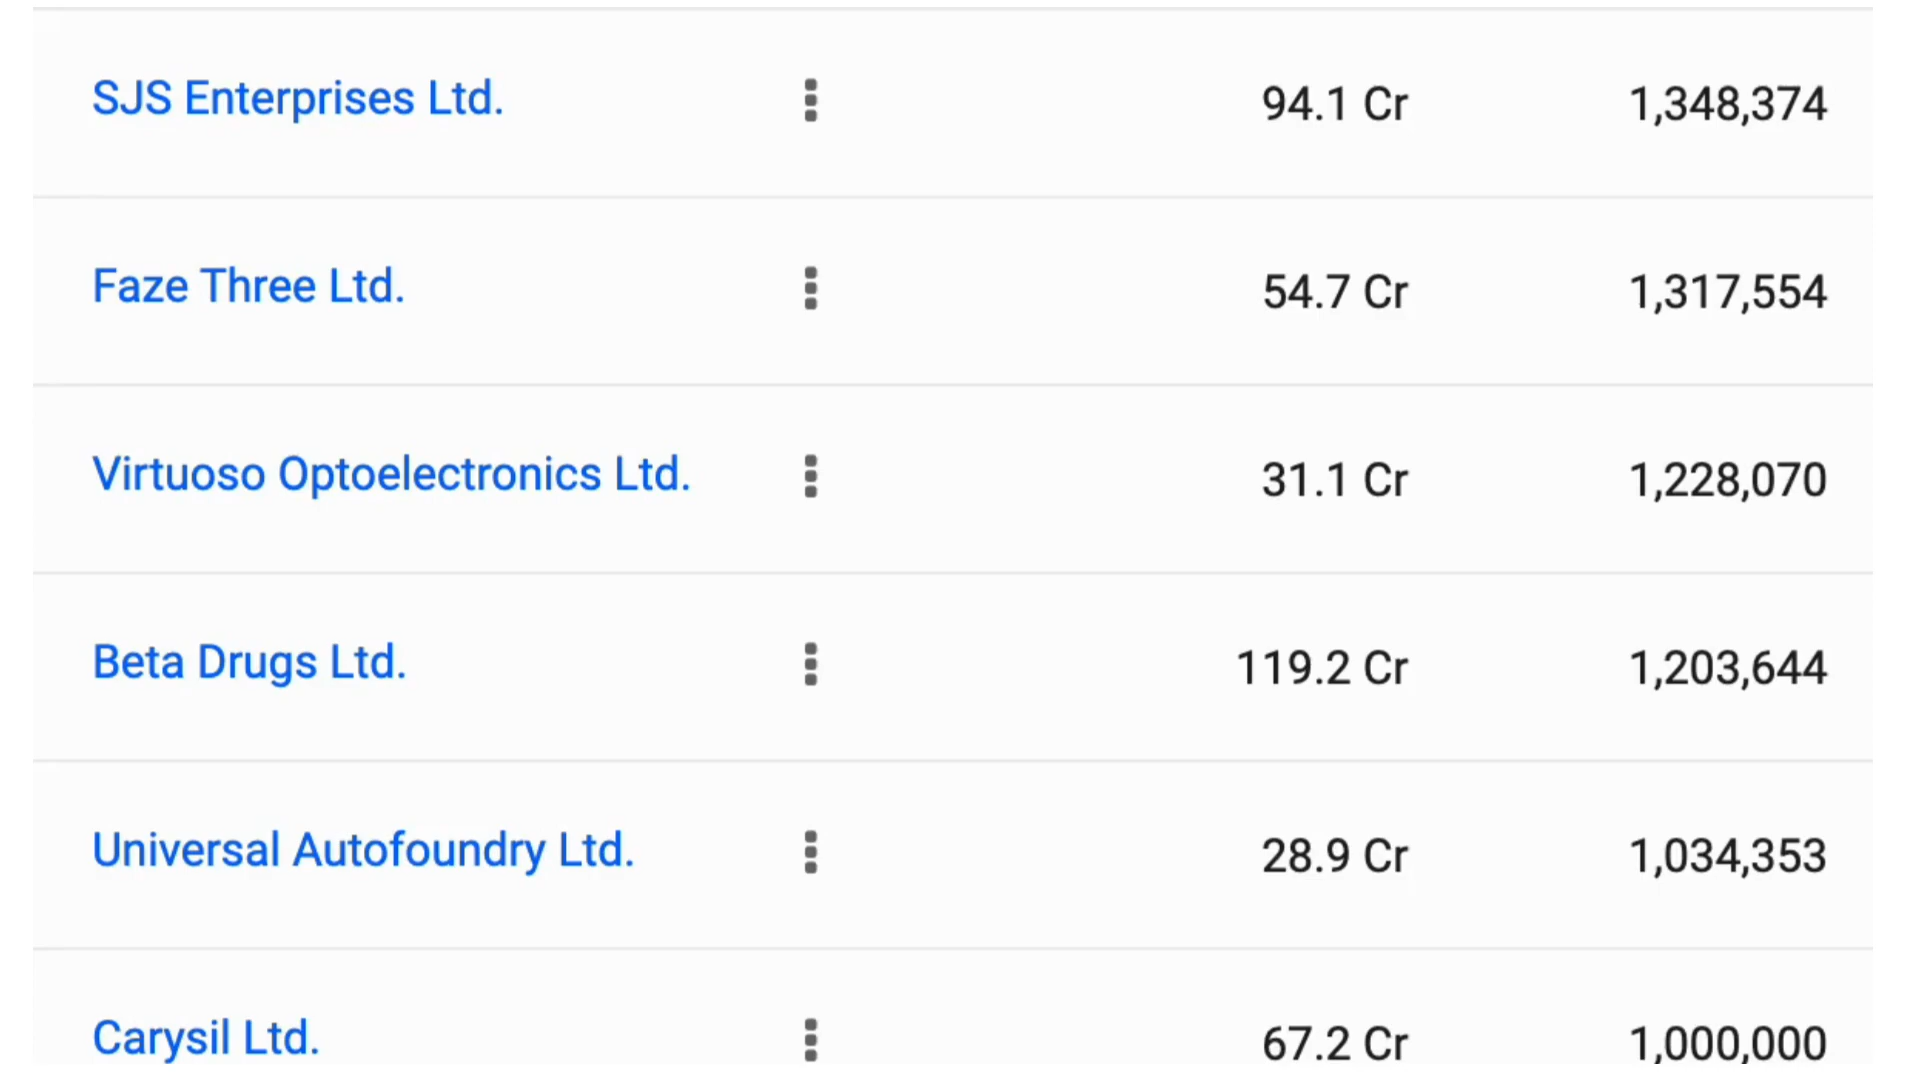 SJS Enterprises Ltd. 94.1 Cr 1,348,374
Faze Three Ltd. 54.7 Cr 1,317,554
Virtuoso Optoelectronics Ltd. 31.1 Cr 1,228,070
Beta Drugs Ltd. 119.2 Cr 1,203,644
Universal Autofoundry Ltd. 28.9 Cr 1,034,353
Carysil Ltd. 67.2 Cr 1,000,000